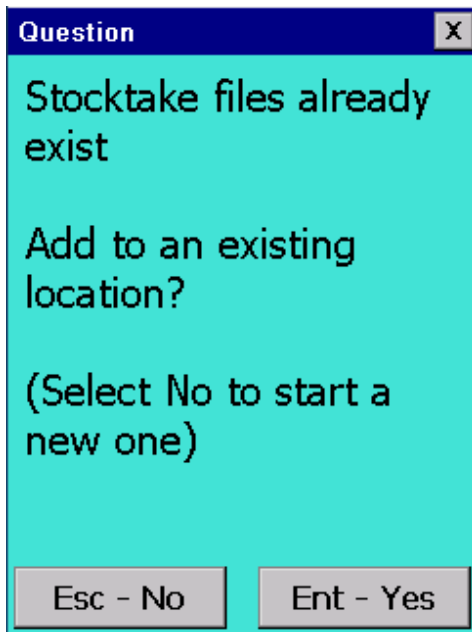 Question X
Stocktake files already
exist
Add to an existing
location?
(Select No to start a
new one)
Esc - No
Ent - Yes